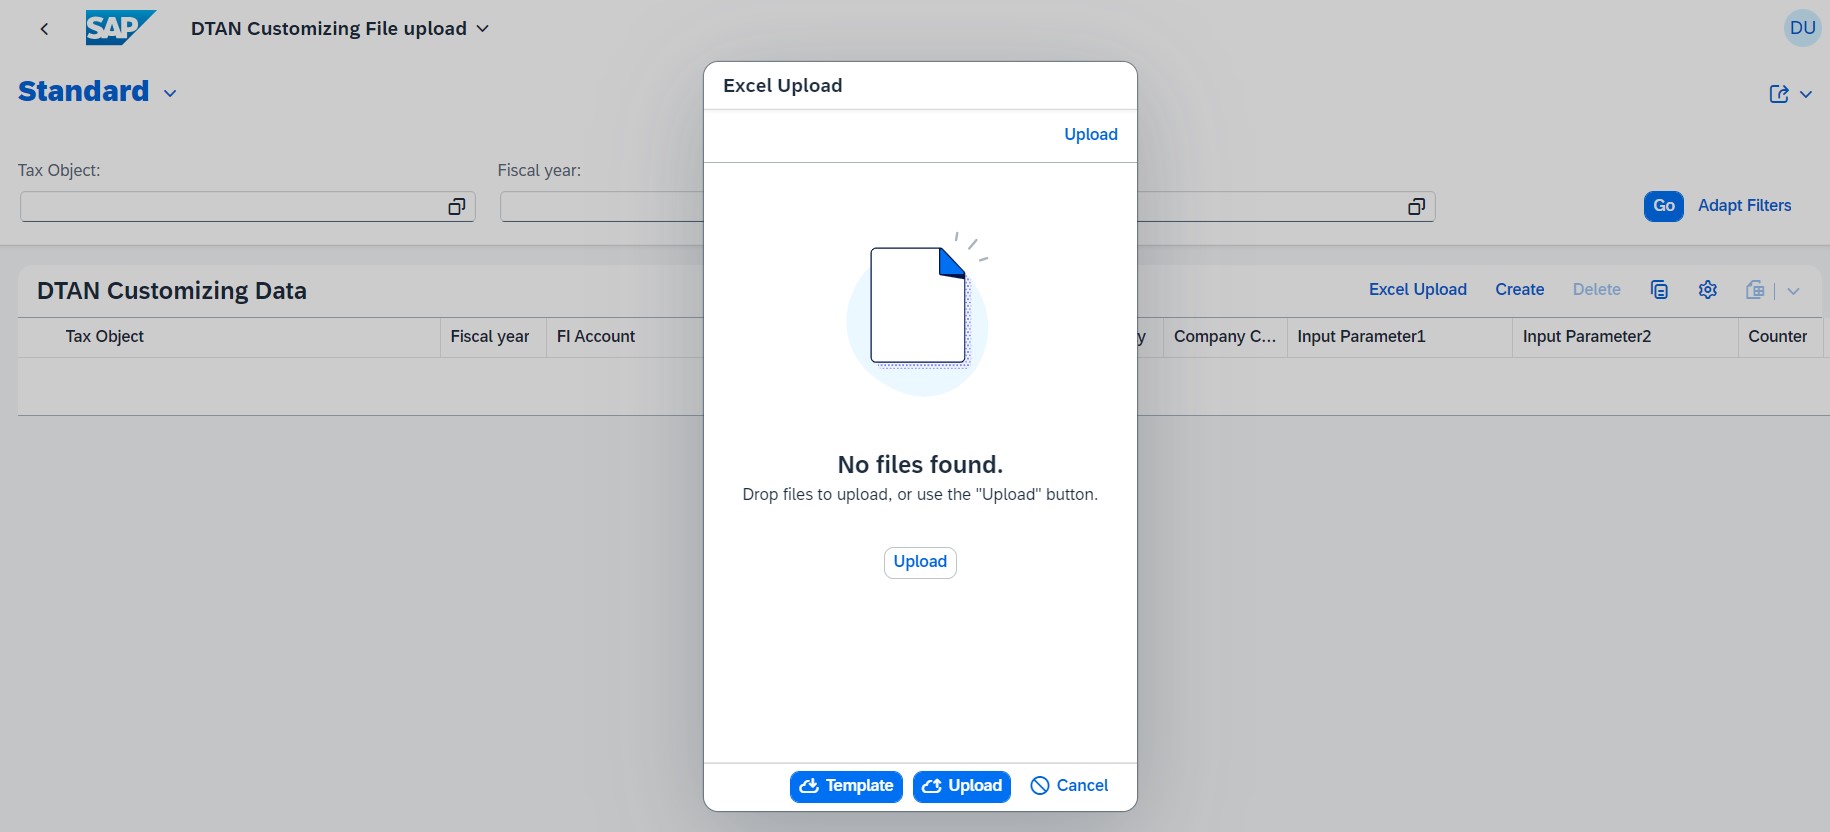 SAP DTAN Customizing File upload DU
Standard
Excel Upload
Upload
Tax Object: Fiscal year:
Go Adapt Filters
DTAN Customizing Data Excel Upload Create Delete
Tax Object Fiscal year FI Account y Company C... Input Parameter1 Input Parameter2 Counter
No files found.
Drop files to upload, or use the "Upload" button.
Upload
Template Upload Cancel